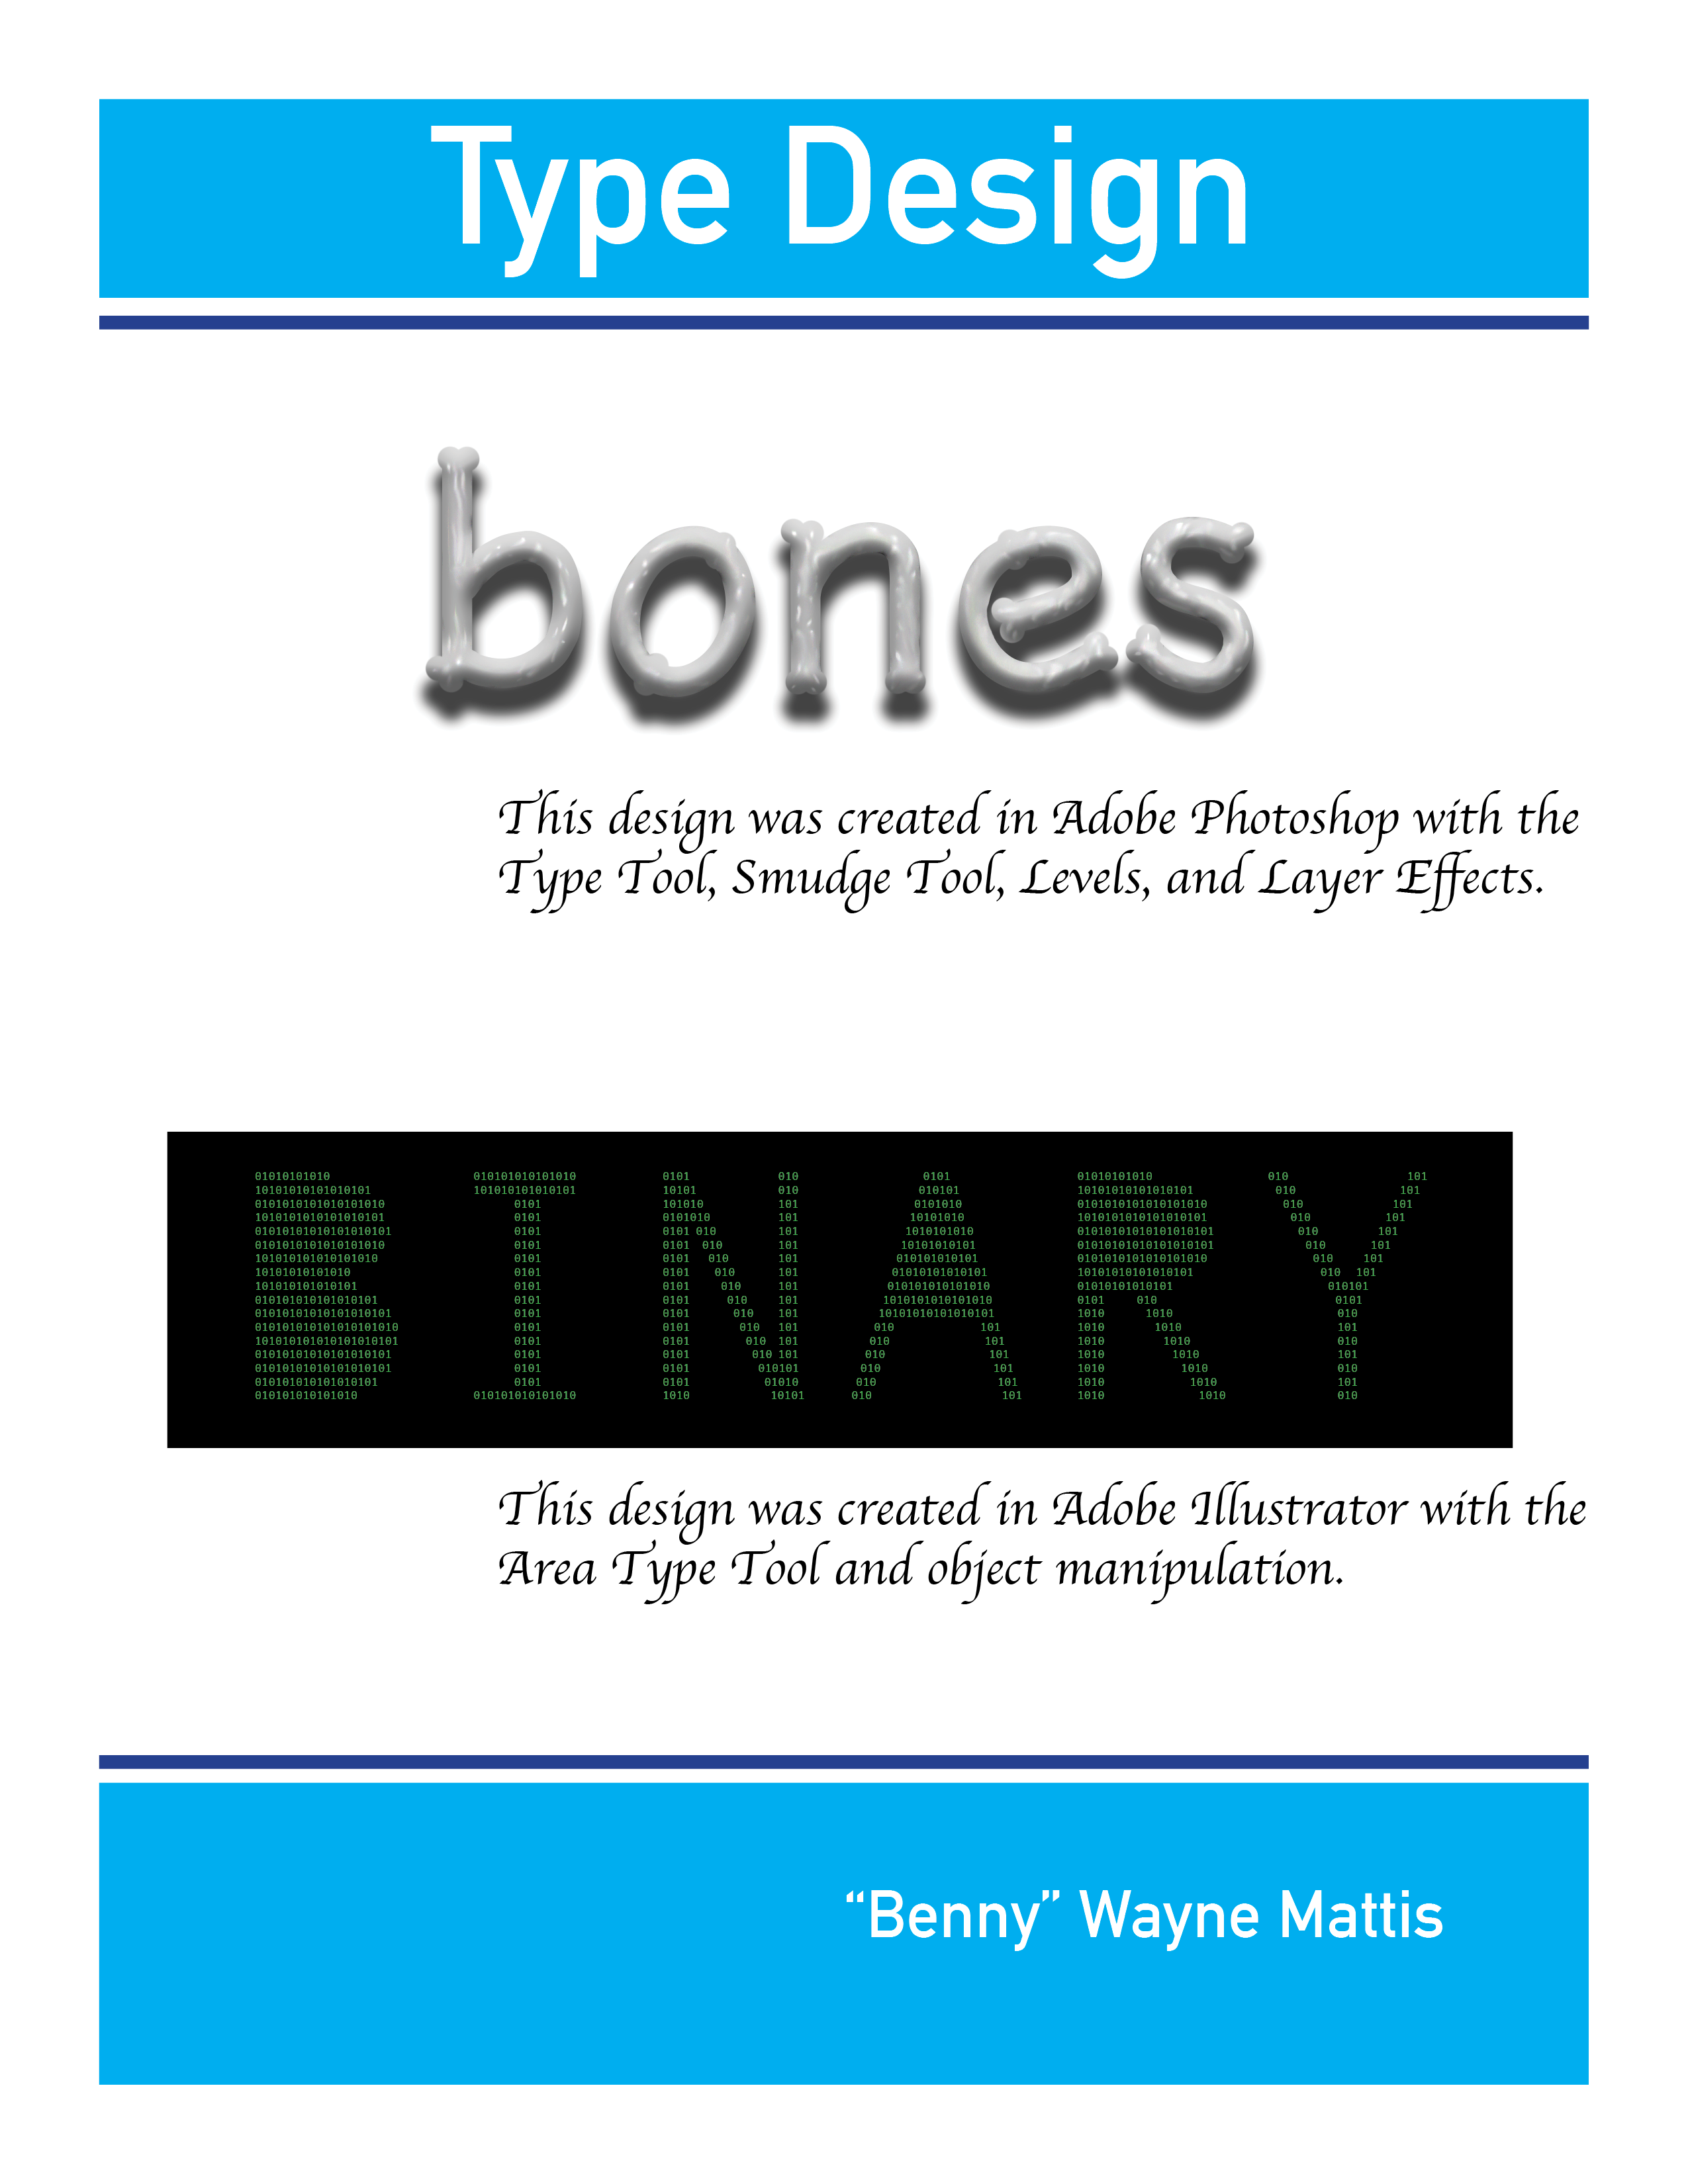 Type Design
bones
This design was created in Adobe Photoshop with the
Type Tool, Smudge Tool, Levels, and Layer Effects.
BINARY
This design was created in Adobe Illustrator with the
Area Type Tool and object manipulation.
“Benny” Wayne Mattis